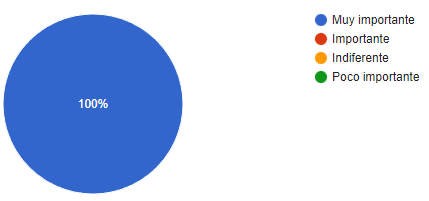 100%
Muy importante
Importante
Indiferente
Poco importante